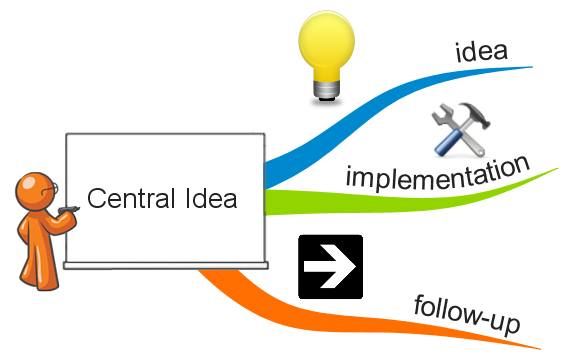 idea
implementation
Central Idea
follow-up